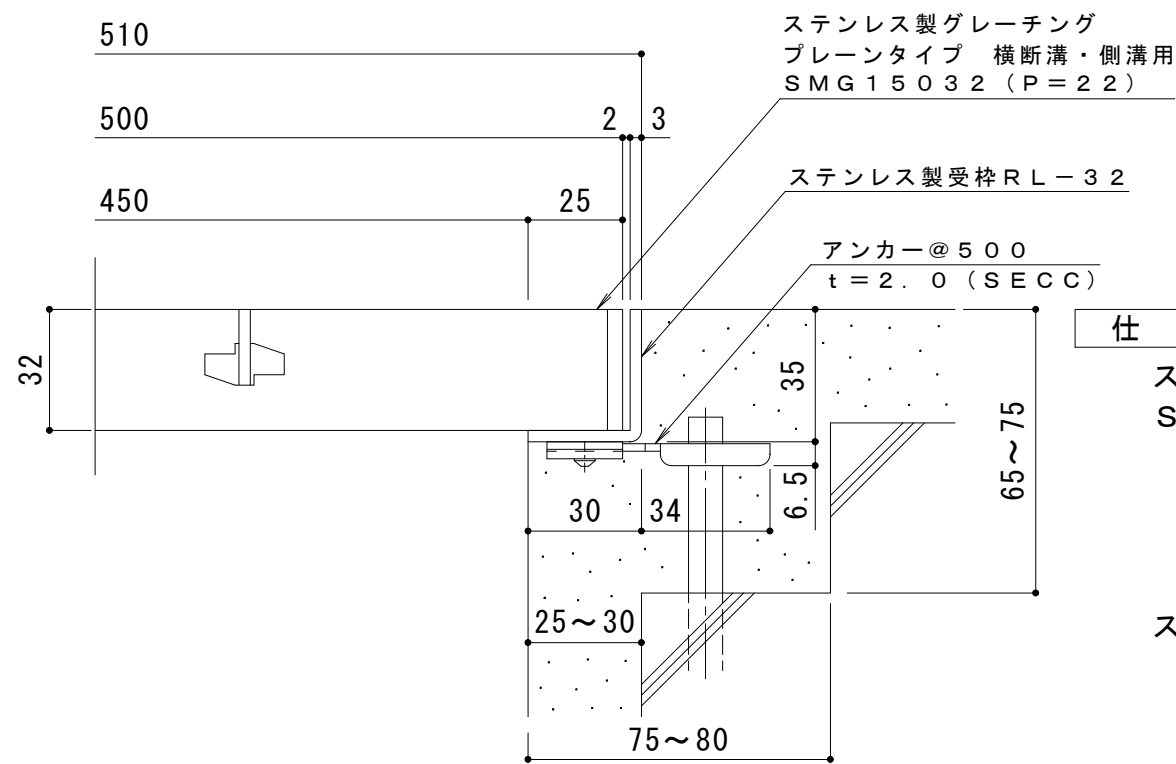 ステンレス製グレーチング
プレーンタイプ　横断溝・側溝用
SMG15032（P=22）
510
500
2
3
ステンレス製受枠RL－32
450
25
アンカー@500
t=2.0（SECC）
仕
ス
S
32
35
65～75
6.5
30
34
25～30
ス
75～80